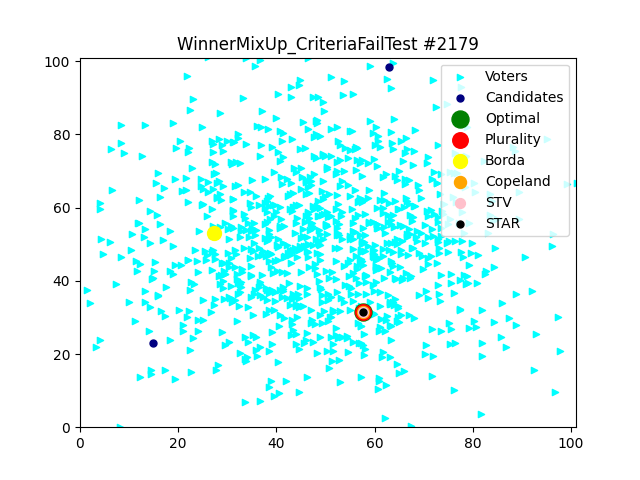 WinnerMixUp_CriteriaFailTest #2179
100
80
60
40
20
0
0 20 40 60 80 100
Voters
Candidates
Optimal
Plurality
Borda
Copeland
STV
STAR